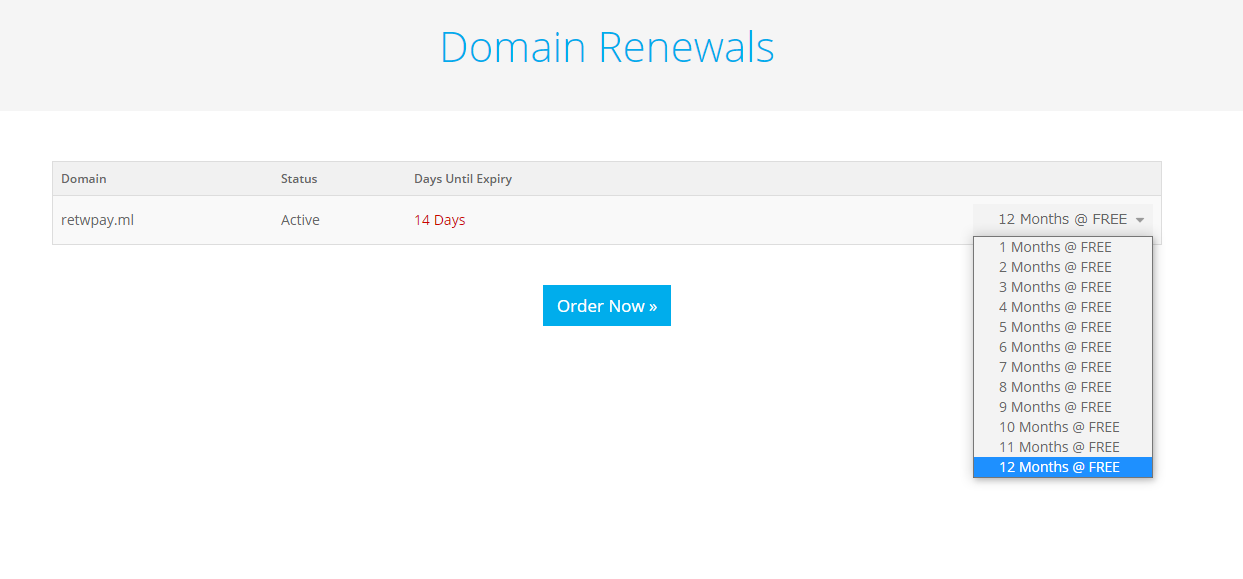 Domain Renewals
Domain Status Days Until Expiry
retwpay.ml Active 14 Days 12 Months @ FREE
1 Months @ FREE
2 Months @ FREE
3 Months @ FREE
4 Months @ FREE
5 Months @ FREE
6 Months @ FREE
7 Months @ FREE
8 Months @ FREE
9 Months @ FREE
10 Months @ FREE
11 Months @ FREE
12 Months @ FREE
Order Now »